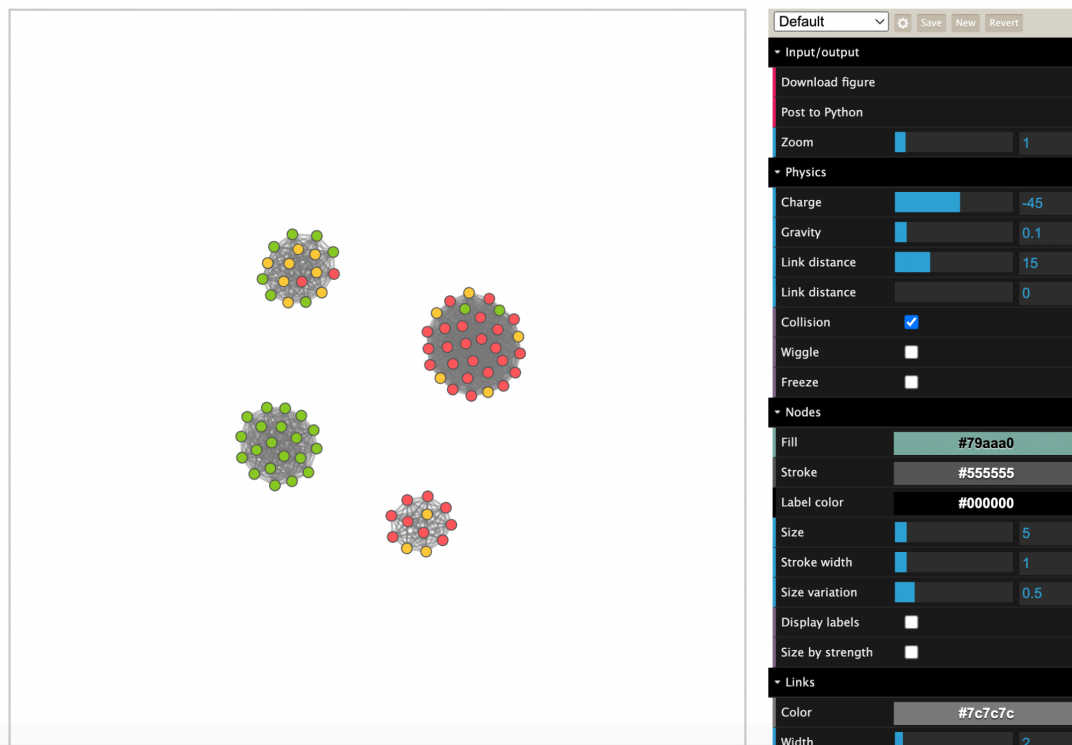 Default Save New Revert
Input/output
Download figure
Post to Python
Zoom 1
Physics
Charge -45
Gravity 0.1
Link distance 15
Link distance 0
Collision
Wiggle
Freeze
Nodes
Fill #79aaa0
Stroke #555555
Label color #000000
Size 5
Stroke width 1
Size variation 0.5
Display labels
Size by strength
Links
Color #7c7c7c
Width 2